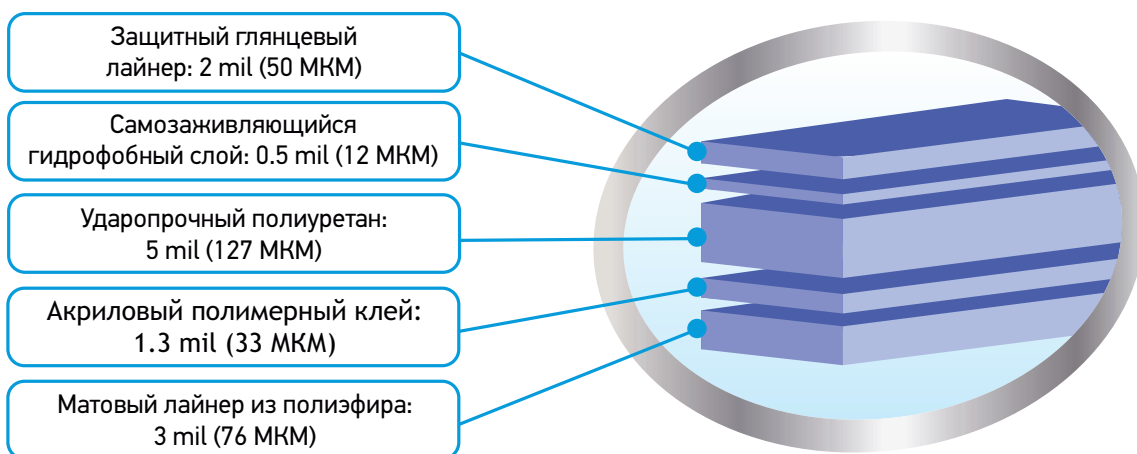 Защитный глянцевый
лайнер: 2 mil (50 МКМ)
Самозаживляющийся
гидрофобный слой: 0.5 mil (12 МКМ)
Ударопрочный полиуретан:
5 mil (127 МКМ)
Акриловый полимерный клей:
1.3 mil (33 МКМ)
Матовый лайнер из полиэфира:
3 mil (76 МКМ)